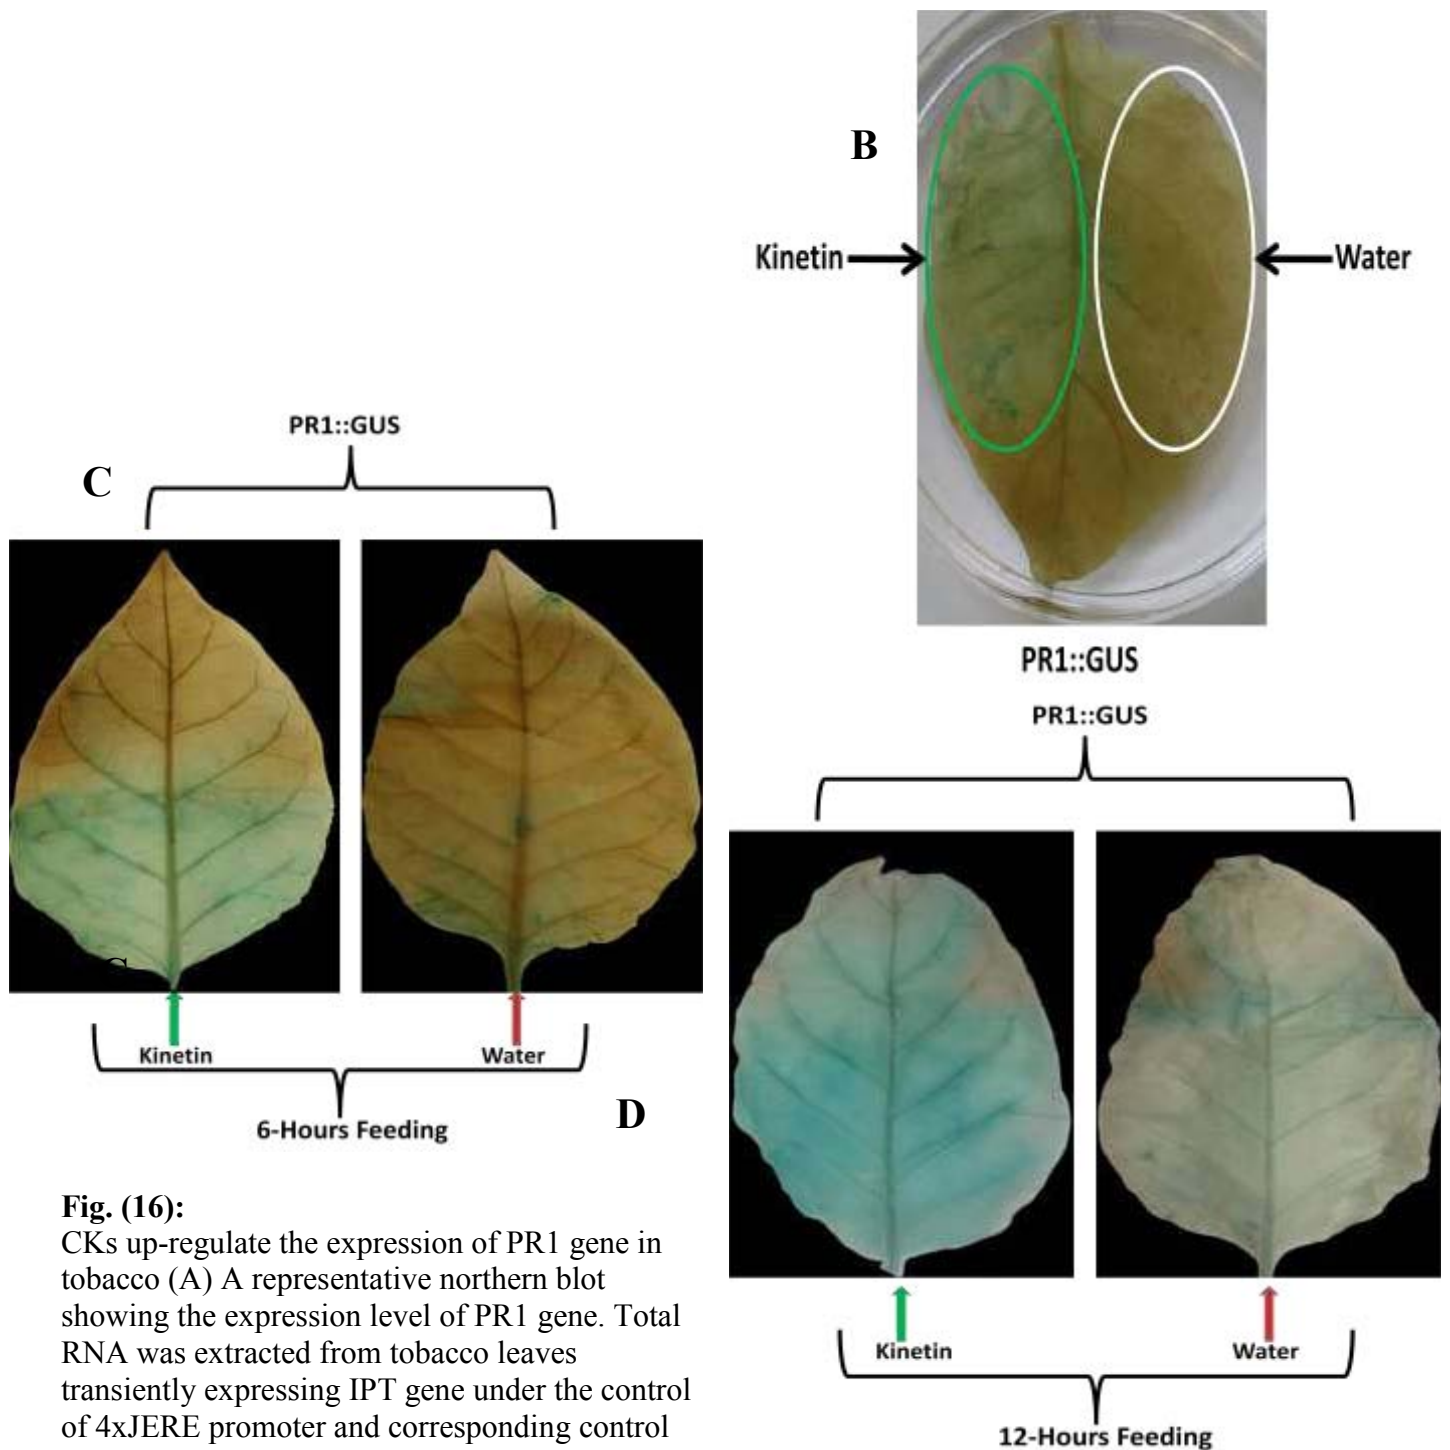 B
Kinetin
Water
PR1::GUS
PR1::GUS
C
Kinetin
Water
6-Hours Feeding
PR1::GUS
D
Kinetin
Water
12-Hours Feeding
Fig. (16):
CKs up-regulate the expression of PR1 gene in
tobacco (A) A representative northern blot
showing the expression level of PR1 gene. Total
RNA was extracted from tobacco leaves
transiently expressing IPT gene under the control
of 4xJERE promoter and corresponding control